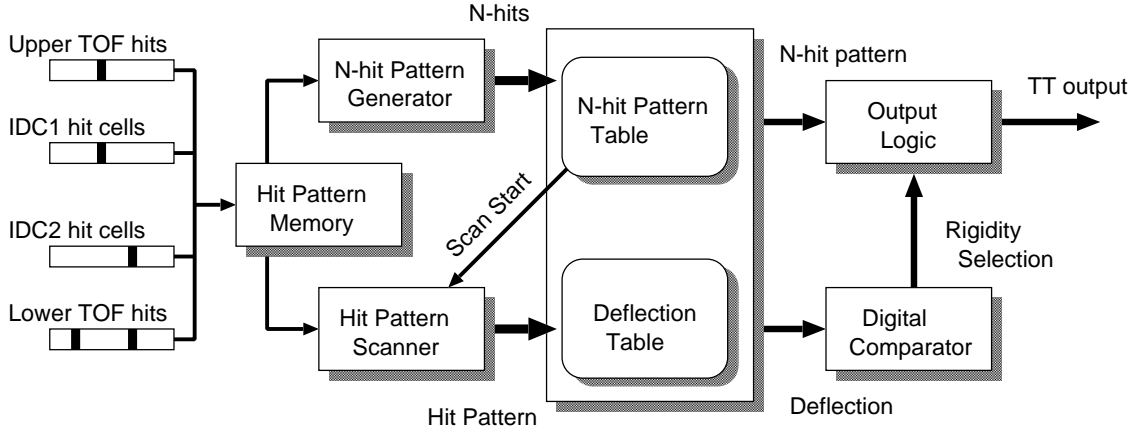 Upper TOF hits
IDC1 hit cells
IDC2 hit cells
Lower TOF hits
Hit Pattern
Memory
N-hit Pattern
Generator
Hit Pattern
Scanner
N-hits
N-hit Pattern
Table
Scan Start
Deflection
Table
Hit Pattern
N-hit pattern
Output
Logic
TT output
Rigidity
Selection
Digital
Comparator
Deflection